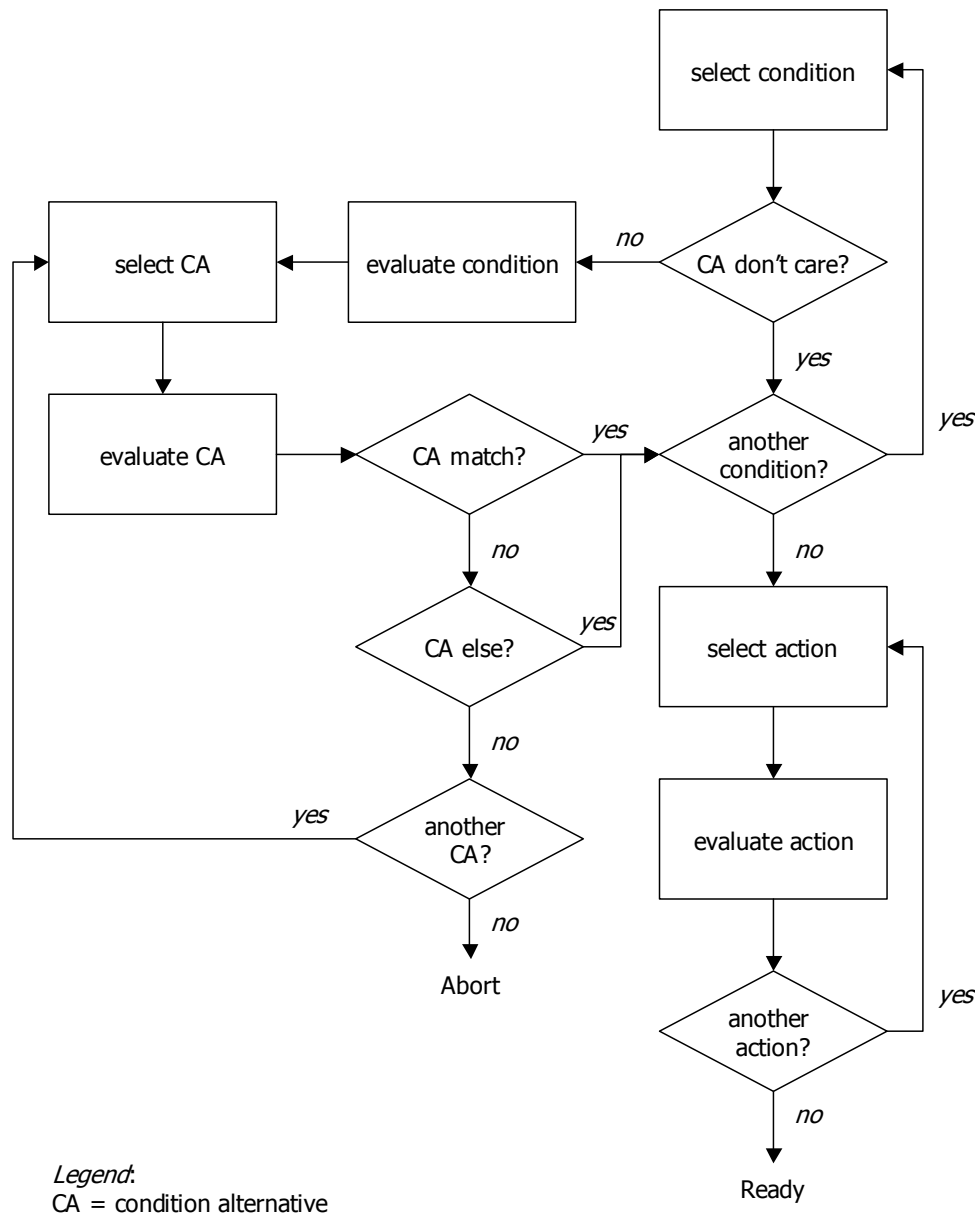 select condition
CA don't care?
no
evaluate condition
select CA
yes
evaluate CA
CA match?
yes
another
condition?
yes
no
no
CA else?
yes
select action
no
yes
another
CA?
evaluate action
no
Abort
yes
another
action?
no
Ready
Legend:
CA = condition alternative